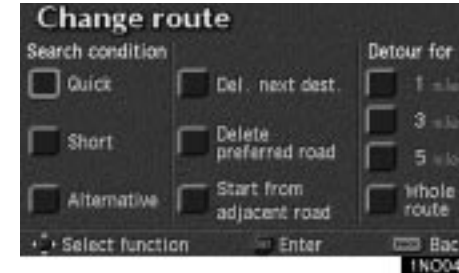 Change route
Search condition
Detour for
Quick
Del. next dest.
1
Short
Delete
preferred road
3
5
Alternative
Start from
adjacent road
Whole
route
Select function
Enter
Bac
1NO04